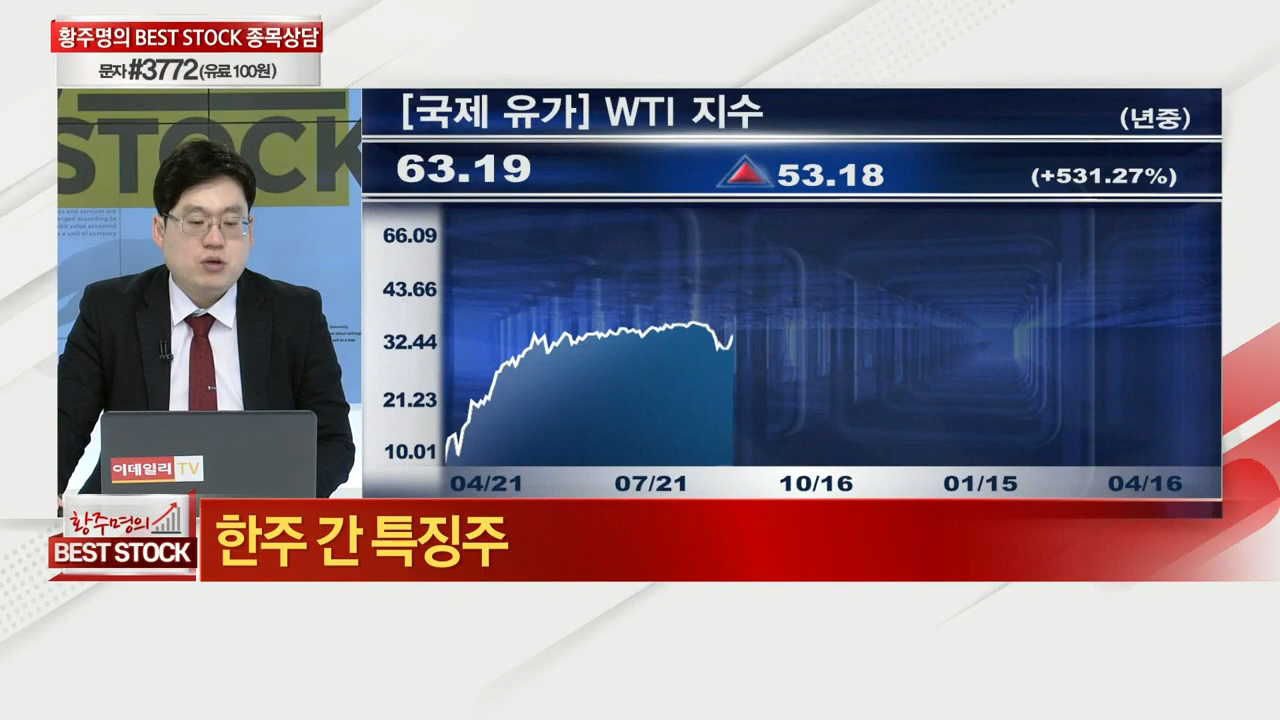 황주명의 BEST STOCK 종목상담
문자 #3772 (유료 100원)
[국제 유가] WTI 지수
(년중)
63.19
53.18
(+531.27%)
66.09
43.66
32.44
21.23
10.01
04/21
07/21
10/16
01/15
04/16
STOCK
이데일리 TV
황주명의
BEST STOCK
한주 간 특징주